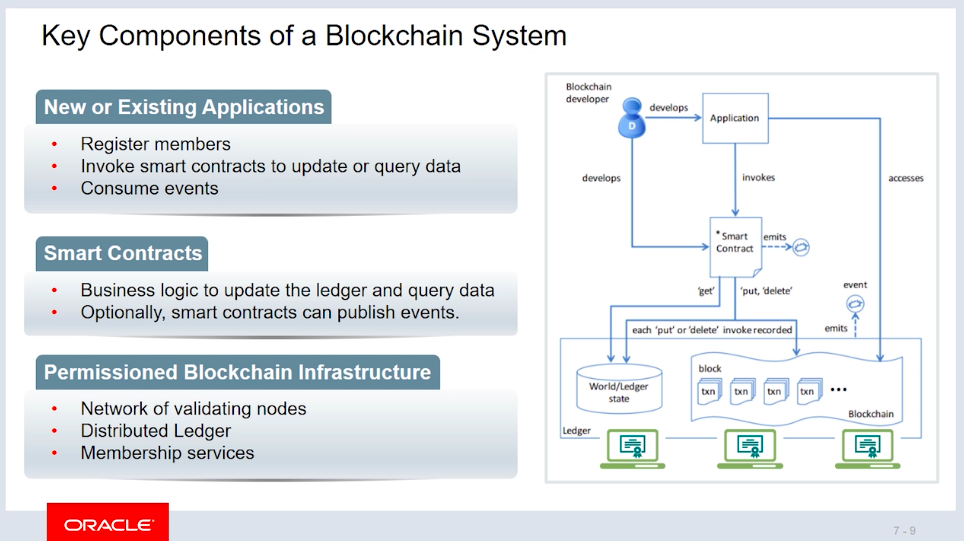 Key Components of a Blockchain System
New or Existing Applications
• Register members
• Invoke smart contracts to update or query data
• Consume events
Smart Contracts
• Business logic to update the ledger and query data
• Optionally, smart contracts can publish events.
Permissioned Blockchain Infrastructure
• Network of validating nodes
• Distributed Ledger
• Membership services
Blockchain
developer
D
develops
Application
develops
invokes
accesses
*Smart
Contract
emits
'get'
'put, 'delete'
event
each 'put' or 'delete' invoke recorded
emits
World/Ledger
state
block
txn txn txn txn •••
Blockchain
Ledger
ORACLE
7 - 9